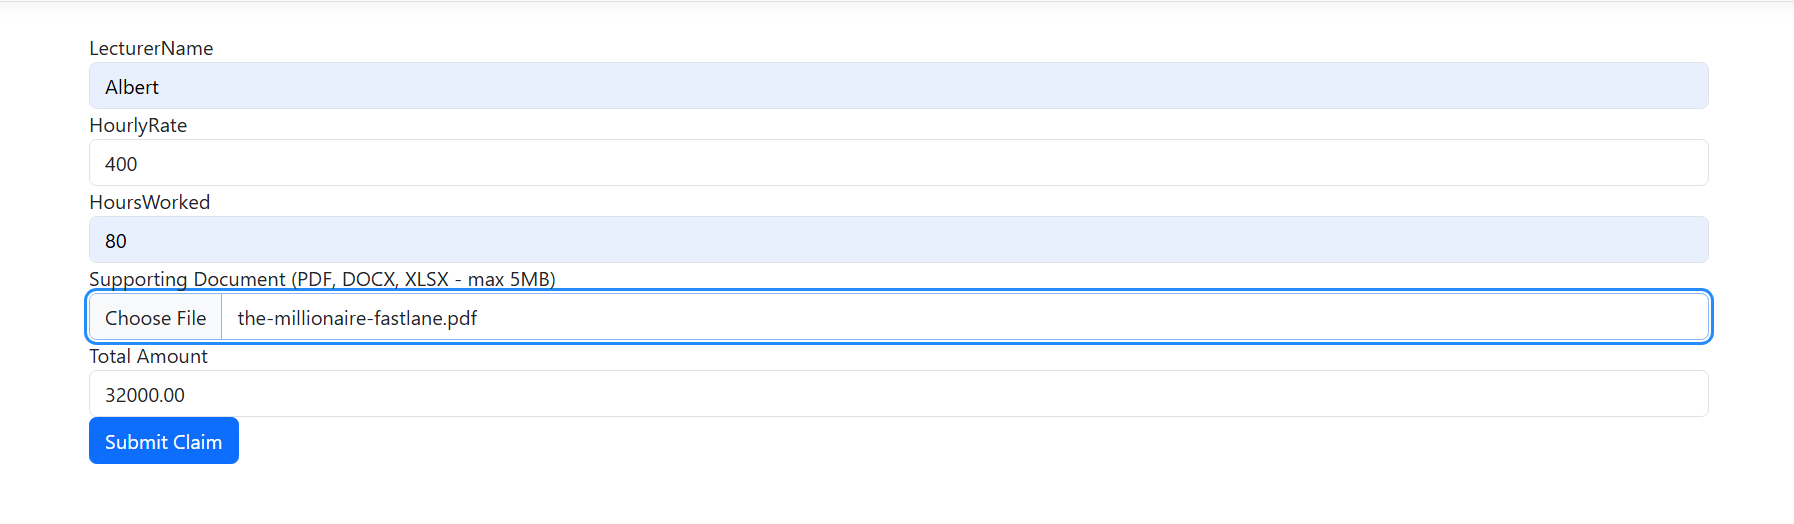 LecturerName
Albert
HourlyRate
400
HoursWorked
80
Supporting Document (PDF, DOCX, XLSX - max 5MB)
Choose File the-millionaire-fastlane.pdf
Total Amount
32000.00
Submit Claim